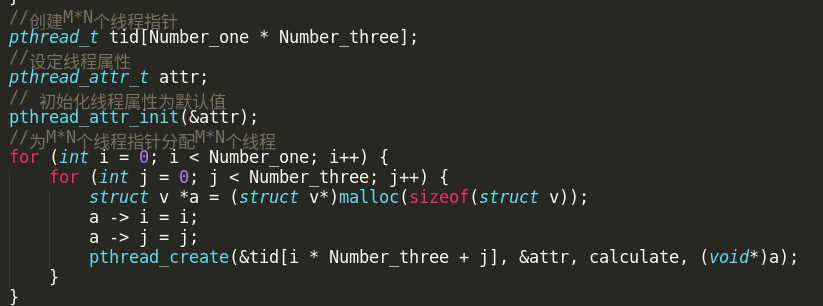 }
//创建M*N个线程指针
pthread_t tid[Number_one * Number_three];
//设定线程属性
pthread_attr_t attr;
// 初始化线程属性为默认值
pthread_attr_init(&attr);
//为M*N个线程指针分配M*N个线程
for (int i = 0; i < Number_one; i++) {
    for (int j = 0; j < Number_three; j++) {
        struct v *a = (struct v*)malloc(sizeof(struct v));
        a -> i = i;
        a -> j = j;
        pthread_create(&tid[i * Number_three + j], &attr, calculate, (void*)a);
    }
}